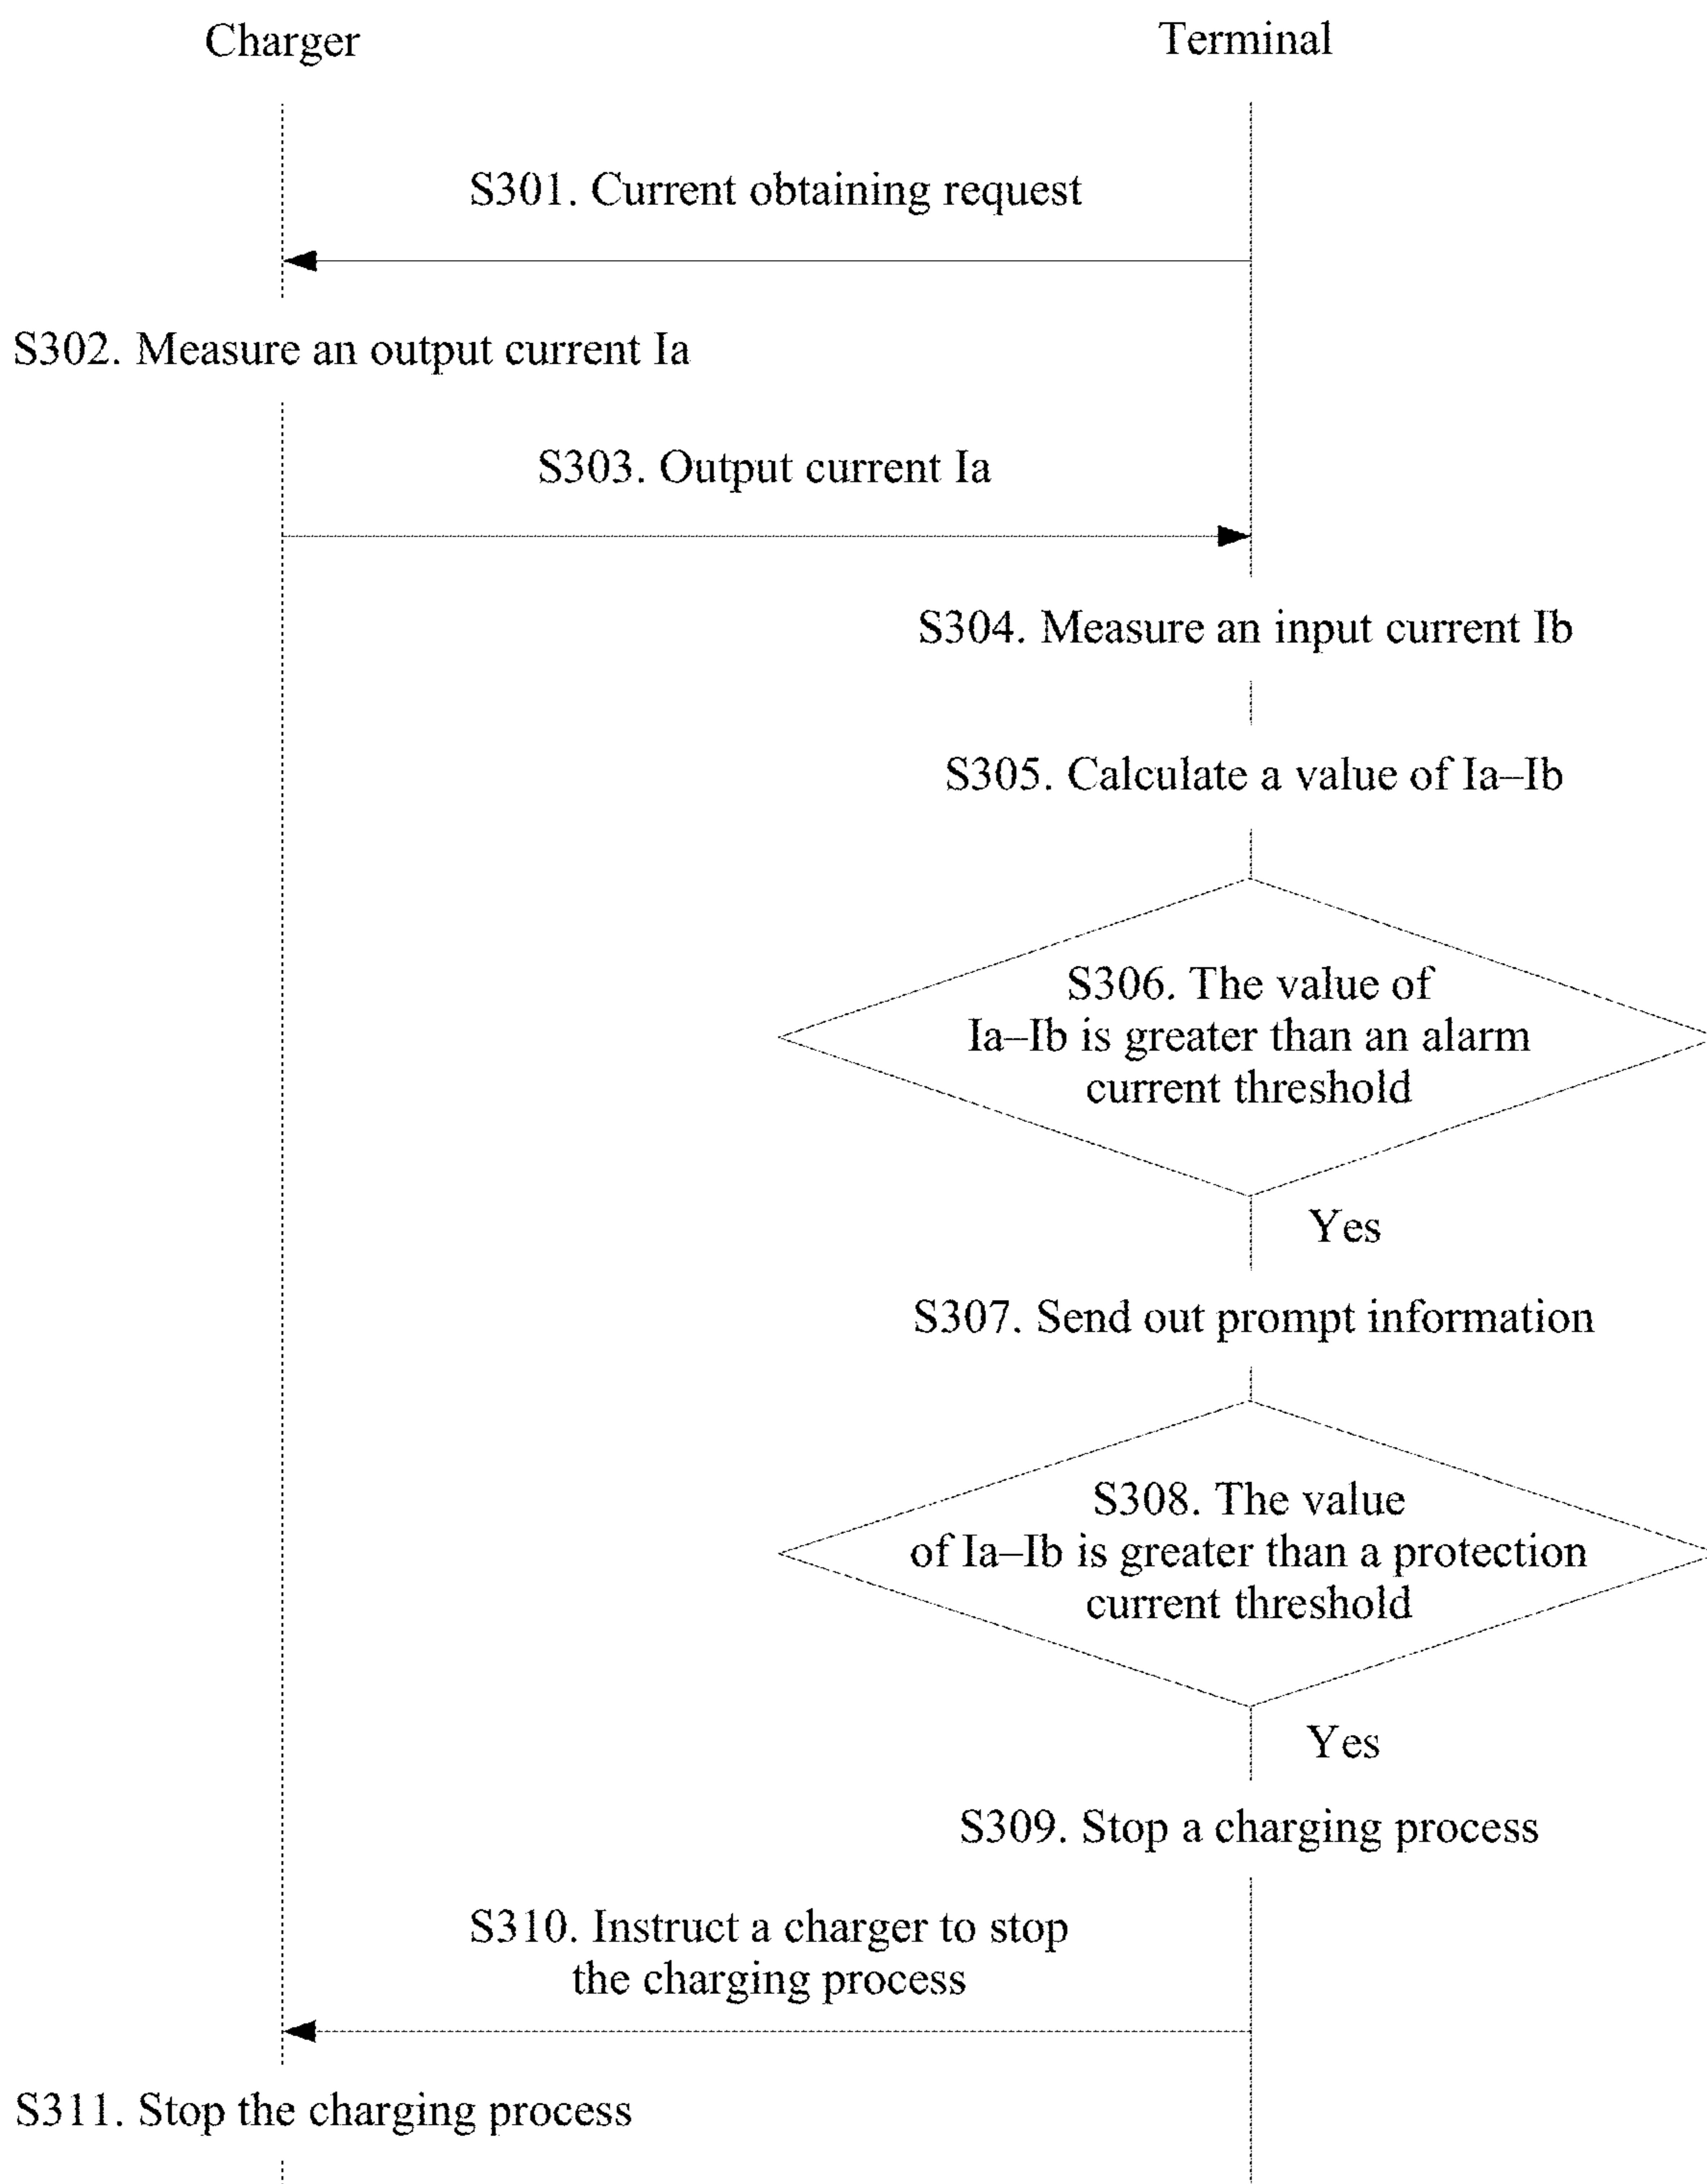 Charger
Terminal
S301. Current obtaining request
S302. Measure an output current Ia
S303. Output current Ia
S304. Measure an input current Ib
S305. Calculate a value of Ia–Ib
S306. The value of
Ia–Ib is greater than an alarm
current threshold
Yes
S307. Send out prompt information
S308. The value
of Ia–Ib is greater than a protection
current threshold
Yes
S309. Stop a charging process
S310. Instruct a charger to stop
the charging process
S311. Stop the charging process